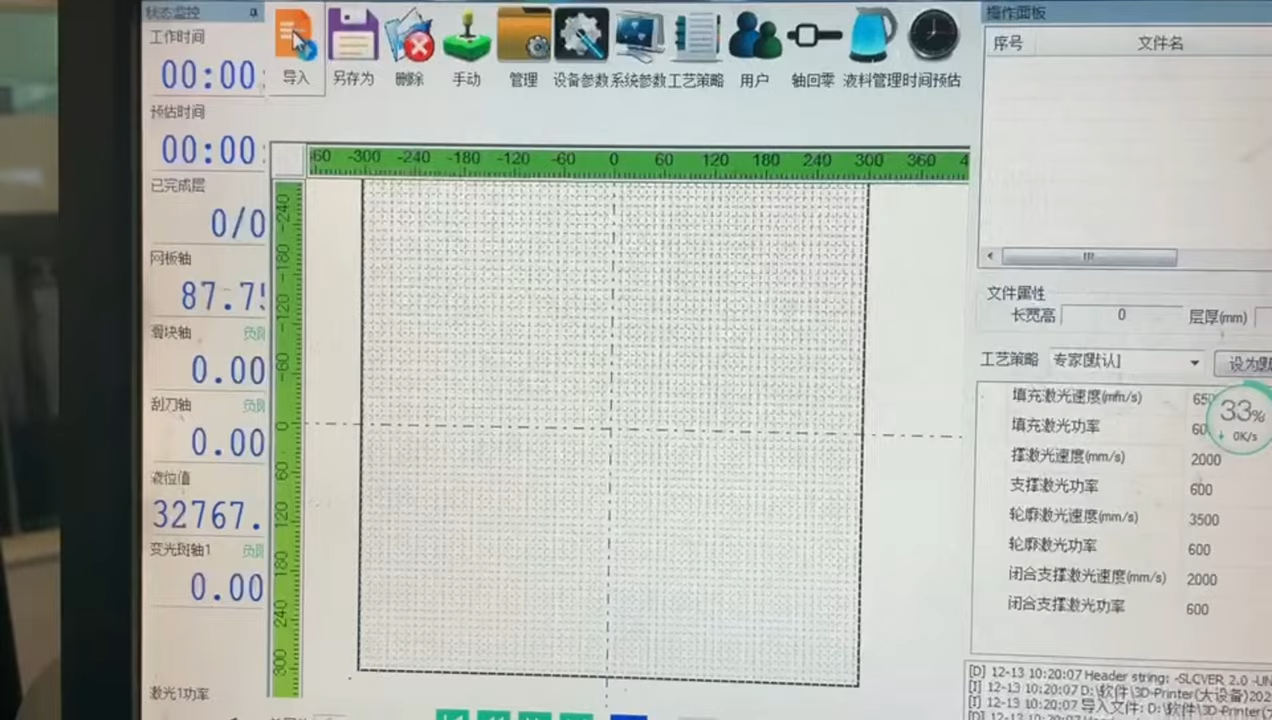 状态监控
工作时间
00:00:
预估时间
00:00:
已完成层
0/0
网板轴
87.75
刮块轴
0.00
刮刀轴
0.00
液位值
32767.
变光斑轴1
0.00
激光1功率
导入 另存为 删除 手动 管理 设备参数 系统参数 工艺策略 用户 轴回零 液料管理 时间预估
-300 -240 -180 -120 -60 0 60 120 180 240 300 360 4
-240
-180
-120
-60
0
60
120
180
240
300
操作面板
序号 文件名
文件属性
长宽高 0 层厚(mm)
工艺策略 专家[默认] 设为默
填充激光速度(mm/s) 65
填充激光功率 60
撑激光速度(mm/s) 2000
支撑激光功率 600
轮廓激光速度(mm/s) 3500
轮廓激光功率 600
闭合支撑激光速度(mm/s) 2000
闭合支撑激光功率 600
33%
0K/s
[D] 12-13 10:20:07 Header string: -SLCVER 2.0 -UN
[I] 12-13 10:20:07 D:\软件\3D-Printer(大设备)202
[I] 12-13 10:20:07 导入文件: D:\软件\3D-Printer(